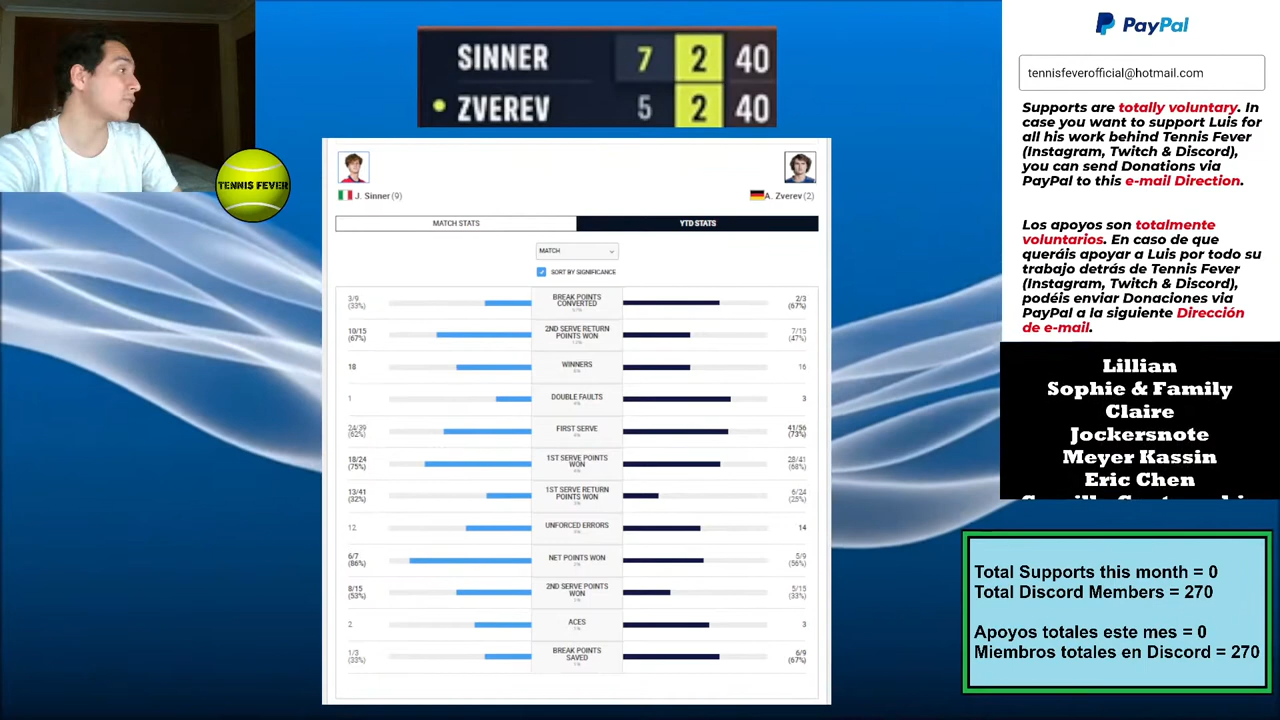 SINNER 7 2 40
ZVEREV 5 2 40
TENNIS FEVER
J. Sinner (9)
A. Zverev (2)
MATCH STATS
YTD STATS
MATCH
SORT BY SIGNIFICANCE
3/9 (33%) BREAK POINTS CONVERTED 2/3 (67%)
10/15 (67%) 2ND SERVE RETURN POINTS WON 7/15 (47%)
18 WINNERS 16
1 DOUBLE FAULTS 3
24/39 (62%) FIRST SERVE 41/56 (73%)
18/24 (75%) 1ST SERVE POINTS WON 28/41 (68%)
13/41 (32%) 1ST SERVE RETURN POINTS WON 6/24 (25%)
12 UNFORCED ERRORS 14
6/7 (86%) NET POINTS WON 5/9 (56%)
8/15 (53%) 2ND SERVE POINTS WON 5/15 (33%)
2 ACES 3
1/3 (33%) BREAK POINTS SAVED 6/9 (67%)
PayPal
tennisfeverofficial@hotmail.com
Supports are totally voluntary. In
case you want to support Luis for
all his work behind Tennis Fever
(Instagram, Twitch & Discord),
you can send Donations via
PayPal to this e-mail Direction.
Los apoyos son totalmente
voluntarios. En caso de que
queráis apoyar a Luis por todo su
trabajo detrás de Tennis Fever
(Instagram, Twitch & Discord),
podéis enviar Donaciones via
PayPal a la siguiente Dirección
de e-mail.
Lillian
Sophie & Family
Claire
Jockersnote
Meyer Kassin
Eric Chen
Total Supports this month = 0
Total Discord Members = 270
Apoyos totales este mes = 0
Miembros totales en Discord = 270